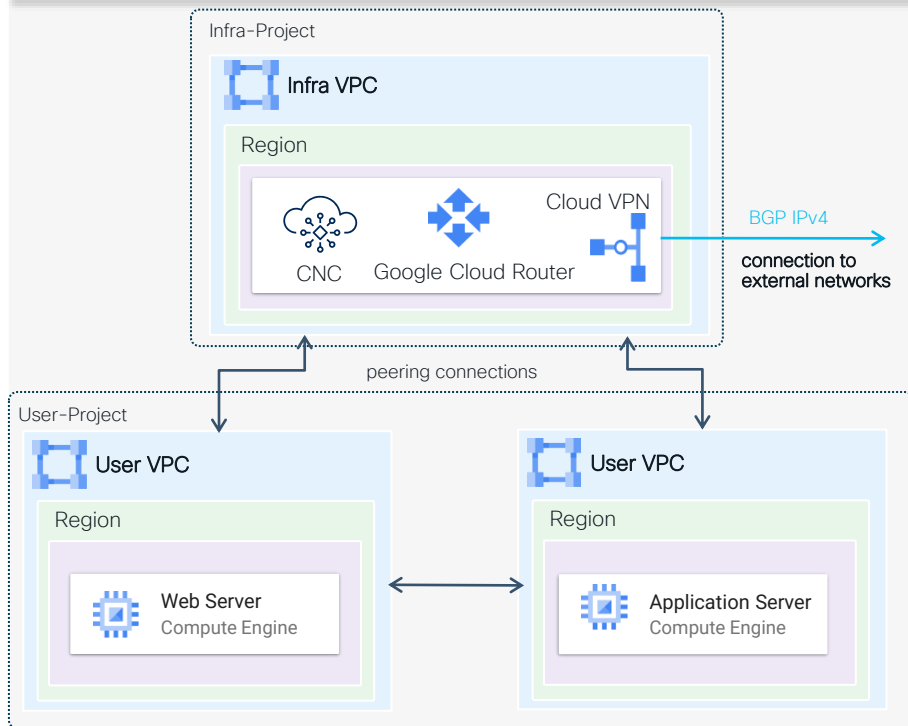 Infra-Project
Infra VPC
Region
Cloud VPN
CNC
Google Cloud Router
BGP IPv4
connection to
external networks
peering connections
User-Project
User VPC
Region
Web Server
Compute Engine
User VPC
Region
Application Server
Compute Engine